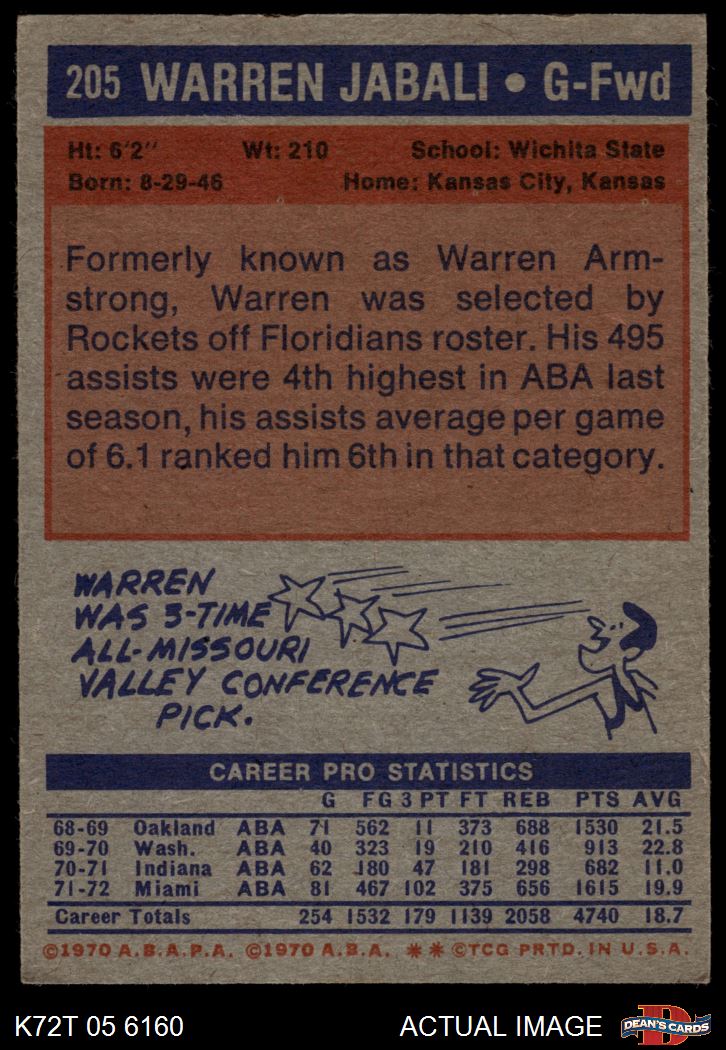 205 WARREN JABALI • G-Fwd
Ht: 6'2" Wt: 210 School: Wichita State
Born: 8-29-46 Home: Kansas City, Kansas
Formerly known as Warren Arm-
strong, Warren was selected by
Rockets off Floridians roster. His 495
assists were 4th highest in ABA last
season, his assists average per game
of 6.1 ranked him 6th in that category.
WARREN
WAS 3-TIME
ALL-MISSOURI
VALLEY CONFERENCE
PICK.
CAREER PRO STATISTICS
G FG 3 PT FT REB PTS AVG
68-69 Oakland ABA 71 562 11 373 688 1530 21.5
69-70 Wash. ABA 40 323 19 210 416 913 22.8
70-71 Indiana ABA 62 180 47 181 298 682 11.0
71-72 Miami ABA 81 467 102 375 656 1615 19.9
Career Totals 254 1532 179 1139 2058 4740 18.7
©1970 A.B.A.P.A. ©1970 A.B.A. ** ©TCG PRTD. IN U.S.A.
K72T 05 6160 ACTUAL IMAGE D DEAN'S CARDS